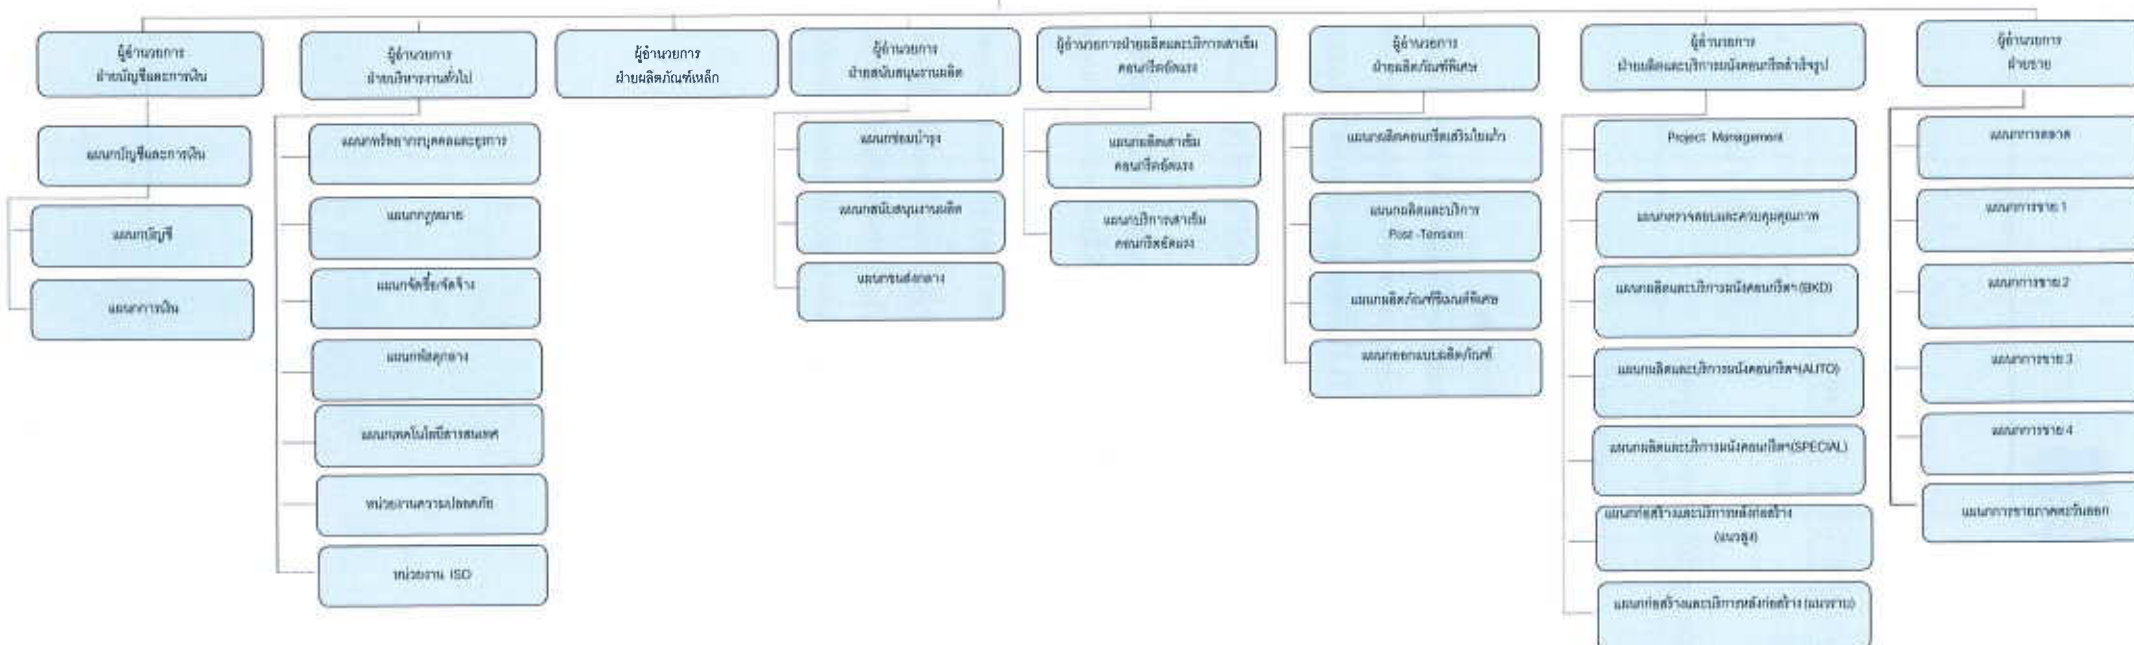 ผู้อำนวยการ
ฝ่ายบัญชีและการเงิน
แผนกบัญชีและการเงิน
แผนกบัญชี
แผนกการเงิน
ผู้อำนวยการ
ฝ่ายบริหารงานทั่วไป
แผนกทรัพยากรบุคคลและธุรการ
แผนกกฎหมาย
แผนกจัดซื้อ/จัดจ้าง
แผนกพัสดุกลาง
แผนกเทคโนโลยีสารสนเทศ
หน่วยงานความปลอดภัย
หน่วยงาน ISO
ผู้อำนวยการ
ฝ่ายผลิตภัณฑ์เหล็ก
ผู้อำนวยการ
ฝ่ายสนับสนุนงานผลิต
แผนกซ่อมบำรุง
แผนกสนับสนุนงานผลิต
แผนกขนส่งกลาง
ผู้อำนวยการฝ่ายผลิตและบริการเสาเข็ม
คอนกรีตอัดแรง
แผนกผลิตเสาเข็ม
คอนกรีตอัดแรง
แผนกบริการเสาเข็ม
คอนกรีตอัดแรง
ผู้อำนวยการ
ฝ่ายผลิตภัณฑ์พิเศษ
แผนกผลิตคอนกรีตเสริมใยแก้ว
แผนกผลิตและบริการ
Post -Tension
แผนกผลิตภัณฑ์ซีเมนต์พิเศษ
แผนกออกแบบผลิตภัณฑ์
ผู้อำนวยการ
ฝ่ายผลิตและบริการผนังคอนกรีตสำเร็จรูป
Project Management
แผนกตรวจสอบและควบคุมคุณภาพ
แผนกผลิตและบริการผนังคอนกรีตฯ (BKD)
แผนกผลิตและบริการผนังคอนกรีตฯ(AUTO)
แผนกผลิตและบริการผนังคอนกรีตฯ(SPECIAL)
แผนกก่อสร้างและบริการหลังก่อสร้าง
(แนวสูง)
แผนกก่อสร้างและบริการหลังก่อสร้าง (แนวราบ)
ผู้อำนวยการ
ฝ่ายขาย
แผนกการตลาด
แผนกการขาย 1
แผนกการขาย 2
แผนกการขาย 3
แผนกการขาย 4
แผนกการขายภาคตะวันออก